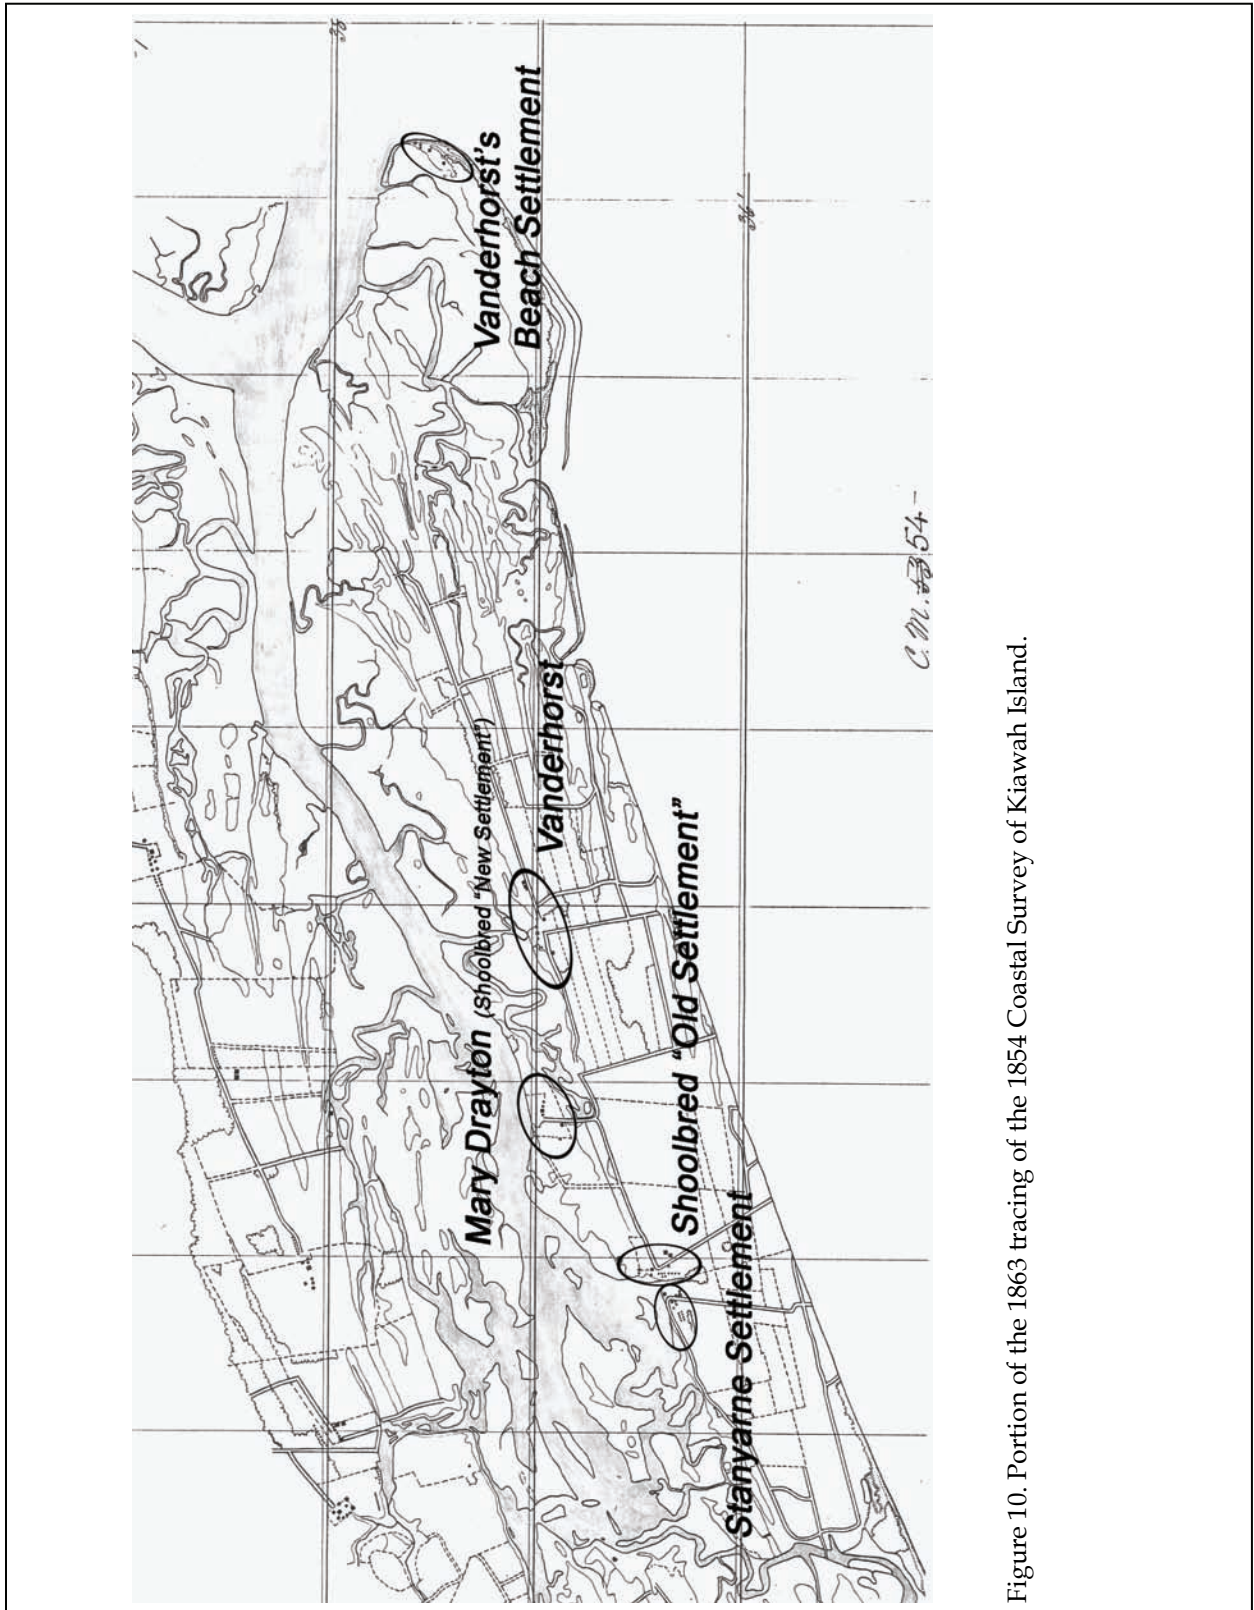 Vanderhorst's
Beach Settlement
Vanderhorst
Mary Drayton (Shoolbred "New Settlement")
Shoolbred "Old Settlement"
Stanyarne Settlement
C. M. 54-
Figure 10. Portion of the 1863 tracing of the 1854 Coastal Survey of Kiawah Island.